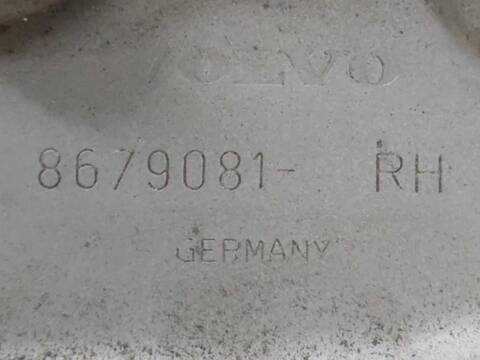 VOLVO
8679081- RH
GERMANY